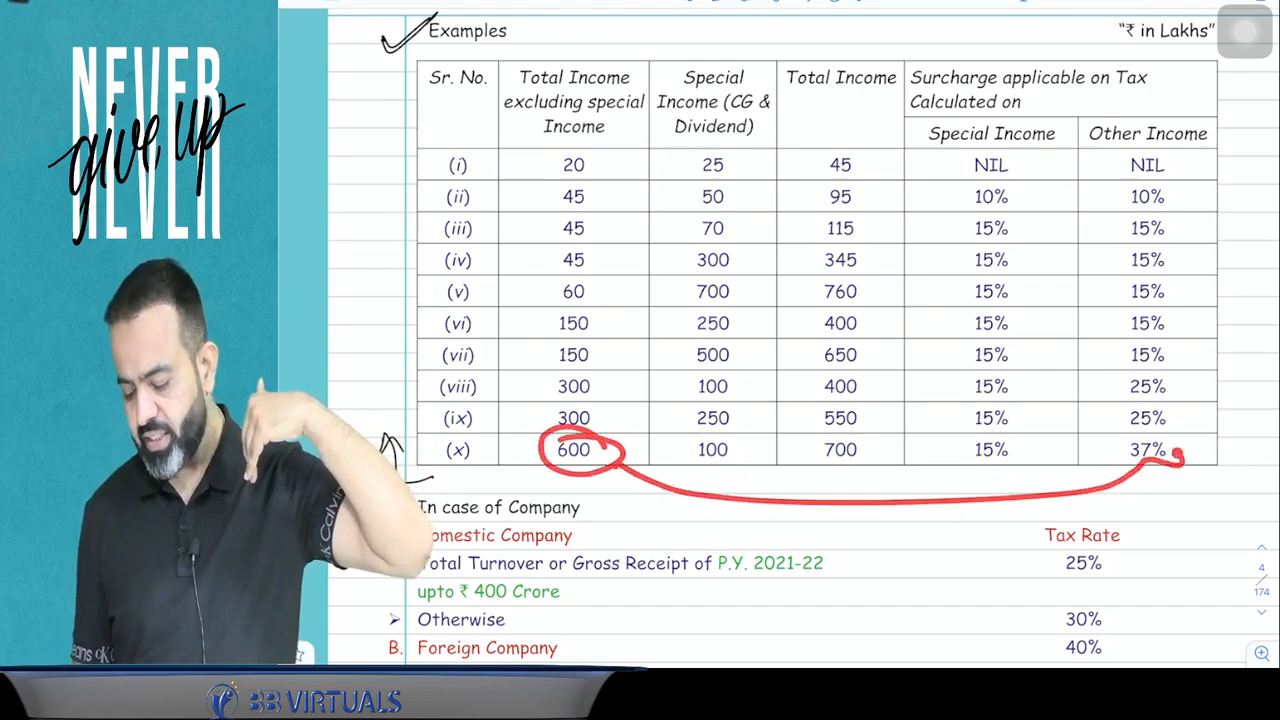 NEVER
give up
NEVER
Examples "₹ in Lakhs"
Sr. No. Total Income excluding special Income Special Income (CG & Dividend) Total Income Surcharge applicable on Tax Calculated on
Special Income Other Income
(i) 20 25 45 NIL NIL
(ii) 45 50 95 10% 10%
(iii) 45 70 115 15% 15%
(iv) 45 300 345 15% 15%
(v) 60 700 760 15% 15%
(vi) 150 250 400 15% 15%
(vii) 150 500 650 15% 15%
(viii) 300 100 400 15% 25%
(ix) 300 250 550 15% 25%
(x) 600 100 700 15% 37%
In case of Company
omestic Company Tax Rate
otal Turnover or Gross Receipt of P.Y. 2021-22 25%
upto ₹ 400 Crore
➢ Otherwise 30%
B. Foreign Company 40%
4
/
174
BB VIRTUALS